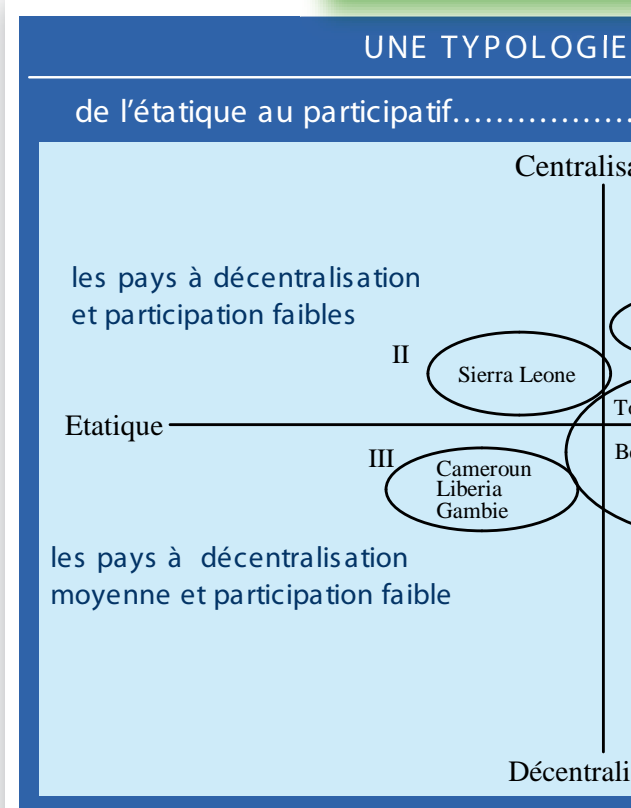 UNE TYPOLOGIE
de l'étatique au participatif.................
Centralisa
les pays à décentralisation
et participation faibles
II
Sierra Leone
Etatique
III
Cameroun
Liberia
Gambie
les pays à décentralisation
moyenne et participation faible
Décentrali